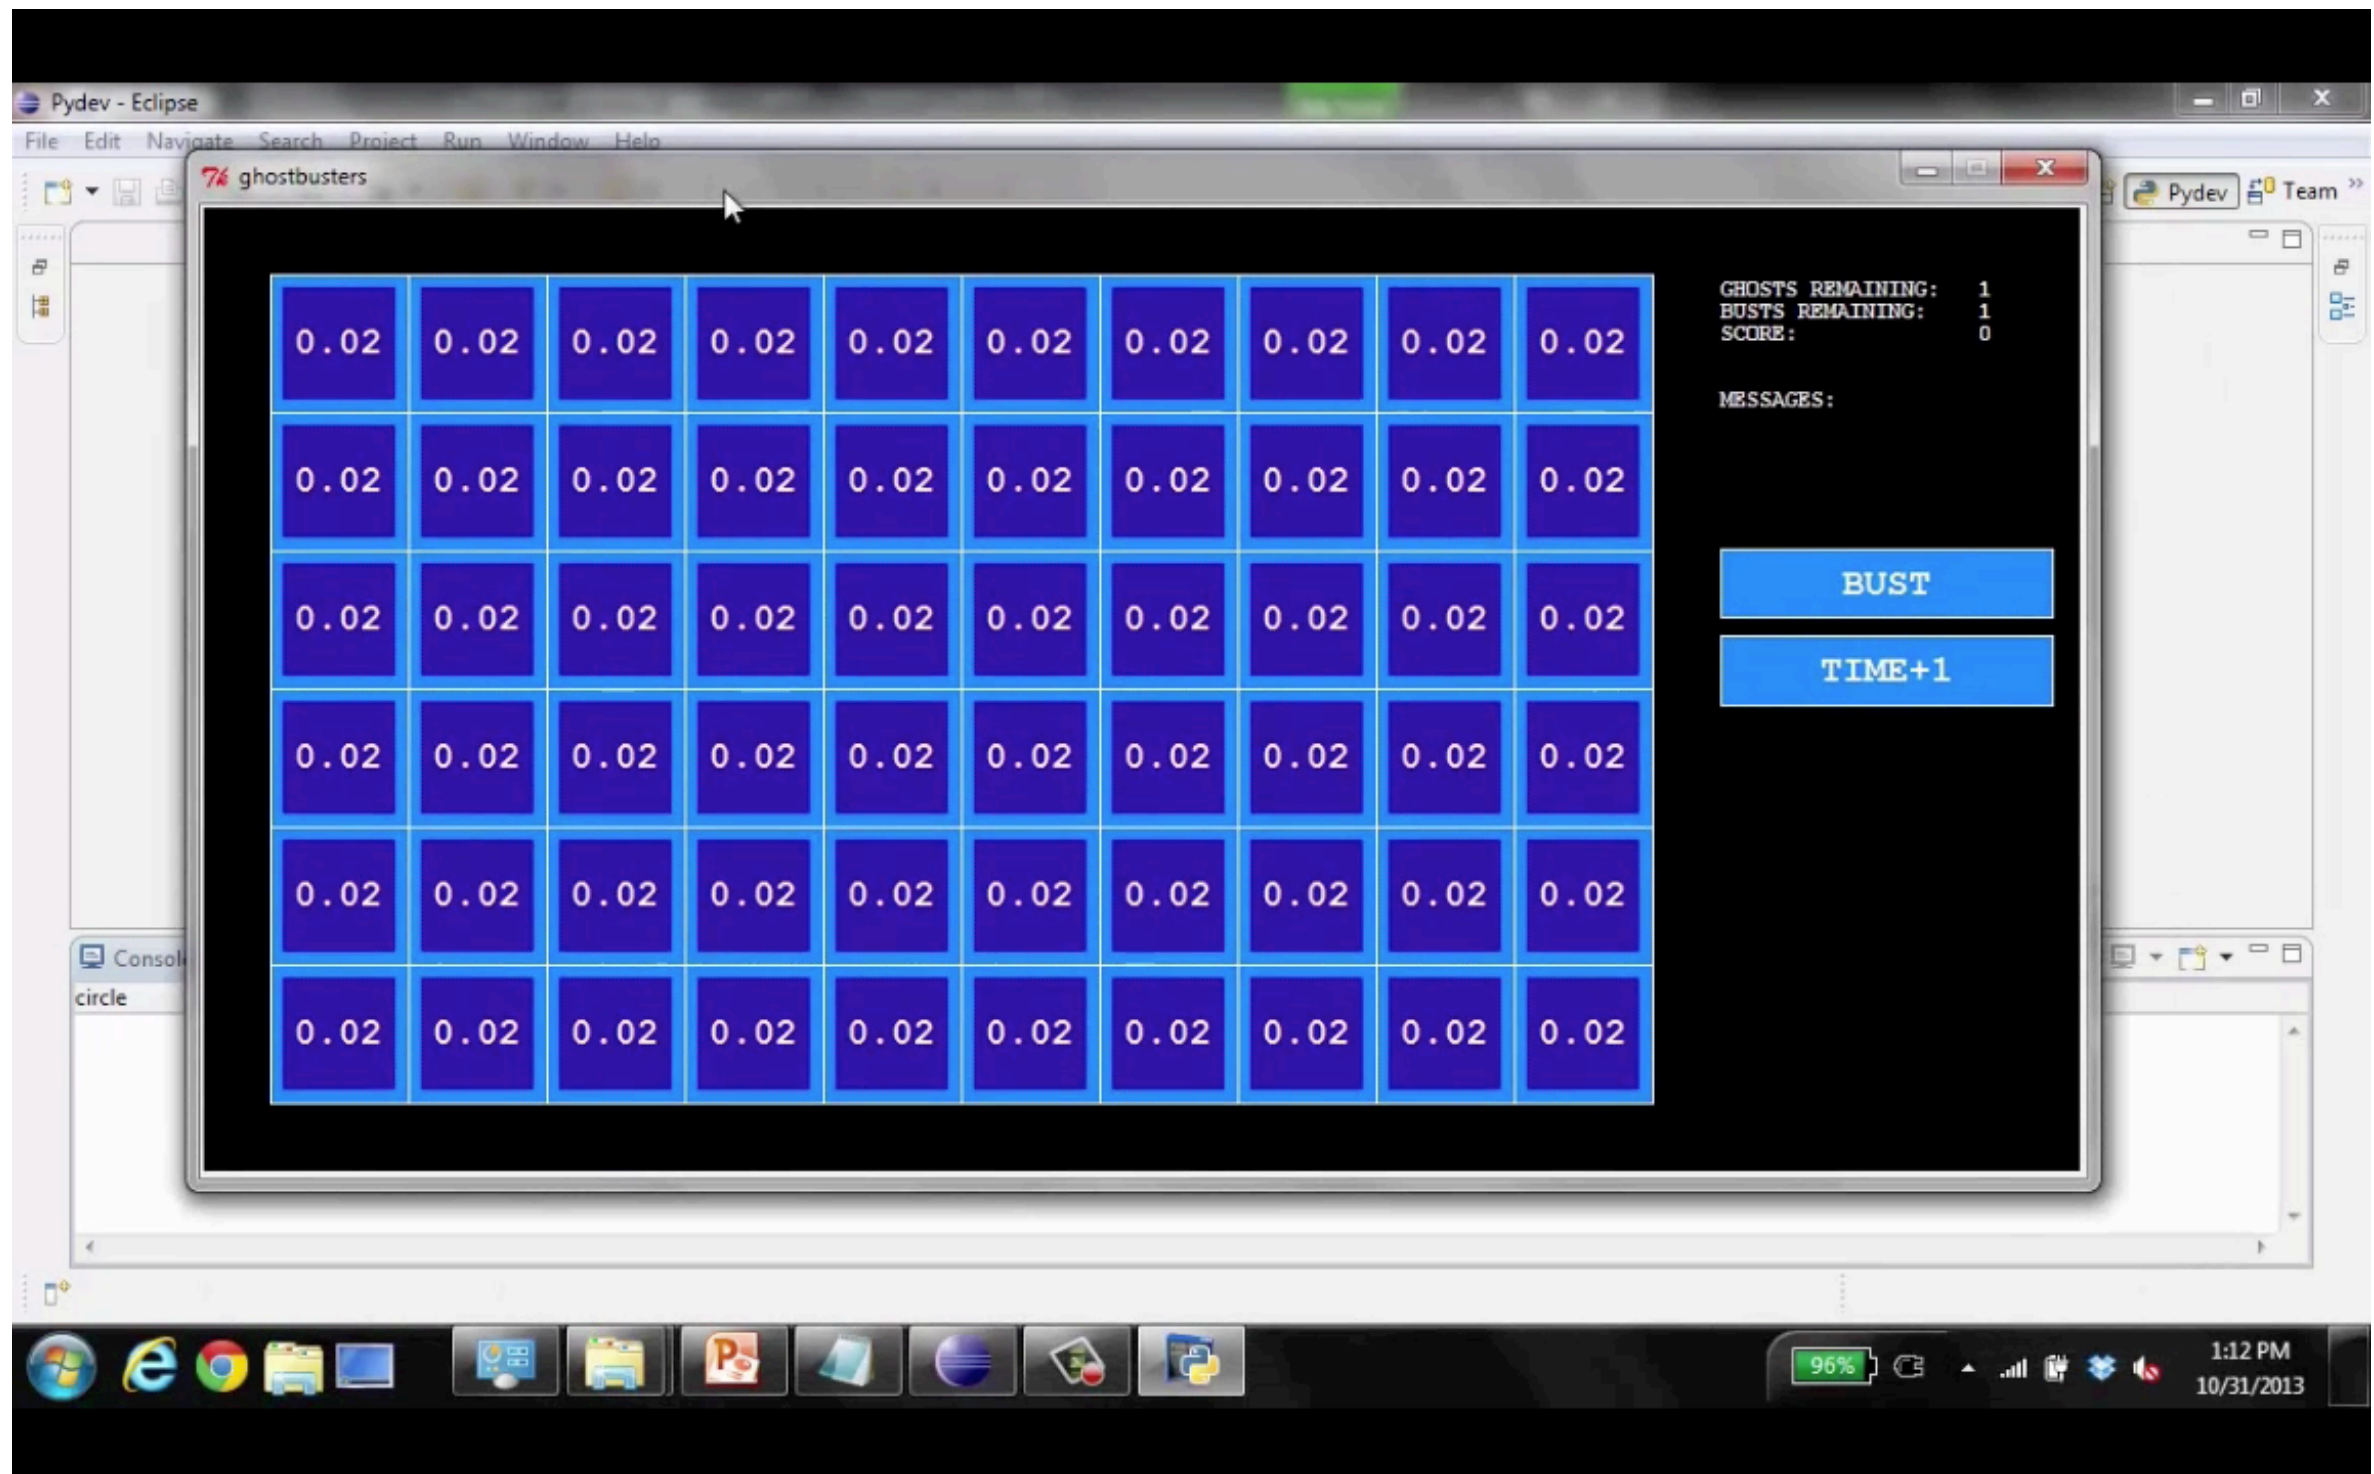 Pydev - Eclipse
File Edit Navigate Search Project Run Window Help
7% ghostbusters
Pydev Team »
0.02 0.02 0.02 0.02 0.02 0.02 0.02 0.02 0.02 0.02
0.02 0.02 0.02 0.02 0.02 0.02 0.02 0.02 0.02 0.02
0.02 0.02 0.02 0.02 0.02 0.02 0.02 0.02 0.02 0.02
0.02 0.02 0.02 0.02 0.02 0.02 0.02 0.02 0.02 0.02
0.02 0.02 0.02 0.02 0.02 0.02 0.02 0.02 0.02 0.02
0.02 0.02 0.02 0.02 0.02 0.02 0.02 0.02 0.02 0.02
GHOSTS REMAINING: 1
BUSTS REMAINING: 1
SCORE: 0
MESSAGES:
BUST
TIME+1
Consol
circle
96%
1:12 PM
10/31/2013